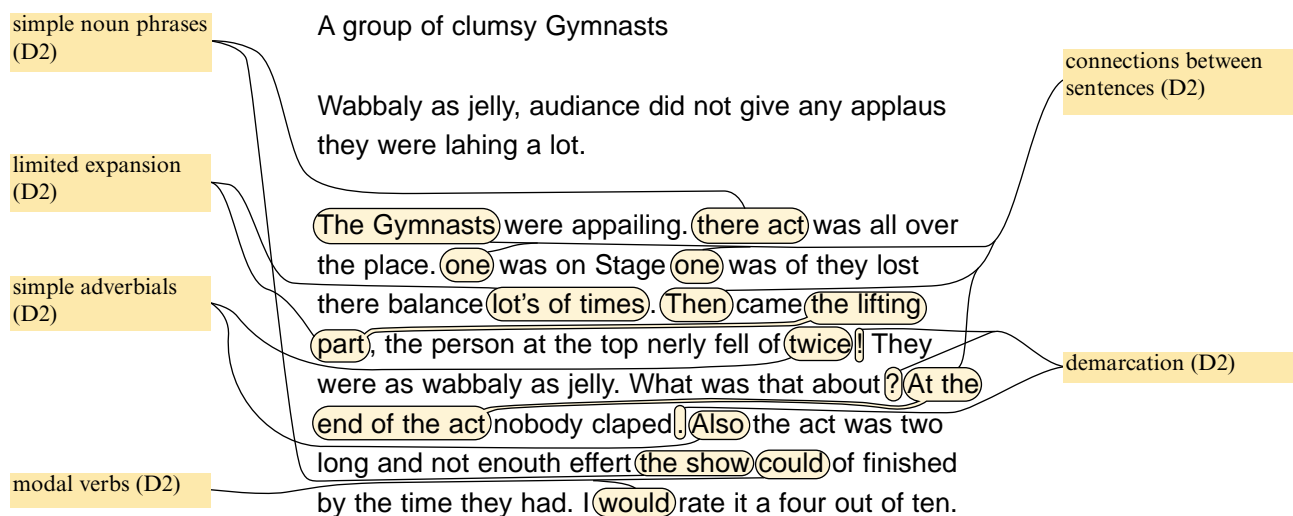 simple noun phrases
(D2)
limited expansion
(D2)
simple adverbials
(D2)
modal verbs (D2)
A group of clumsy Gymnasts
Wabbaly as jelly, audiance did not give any applaus
they were lahing a lot.
The Gymnasts were appailing. there act was all over
the place. one was on Stage one was of they lost
there balance lot's of times. Then came the lifting
part, the person at the top nerly fell of twice! They
were as wabbaly as jelly. What was that about? At the
end of the act nobody claped. Also the act was two
long and not enouth effert the show could of finished
by the time they had. I would rate it a four out of ten.
connections between
sentences (D2)
demarcation (D2)